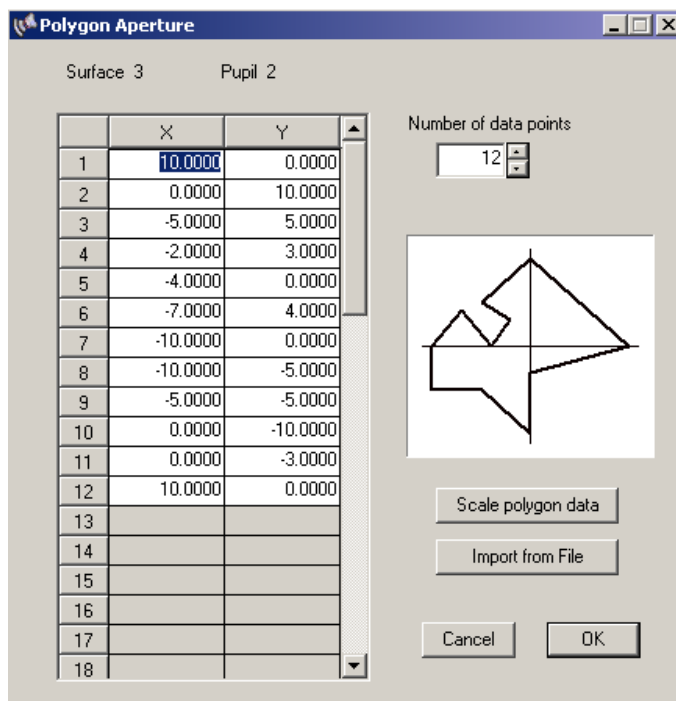 Polygon Aperture
Surface 3 Pupil 2
X Y
1 10.0000 0.0000
2 0.0000 10.0000
3 -5.0000 5.0000
4 -2.0000 3.0000
5 -4.0000 0.0000
6 -7.0000 4.0000
7 -10.0000 0.0000
8 -10.0000 -5.0000
9 -5.0000 -5.0000
10 0.0000 -10.0000
11 0.0000 -3.0000
12 10.0000 0.0000
13
14
15
16
17
18
Number of data points
12
Scale polygon data
Import from File
Cancel OK